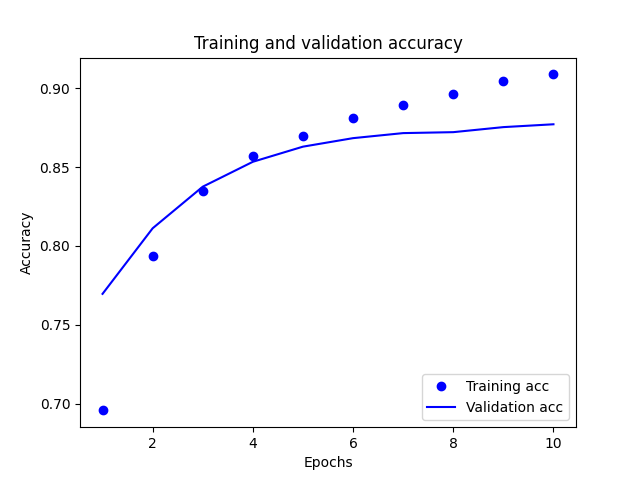 Training and validation accuracy
0.90
0.85
0.80
0.75
0.70
Accuracy
Training acc
Validation acc
2
4
6
8
10
Epochs